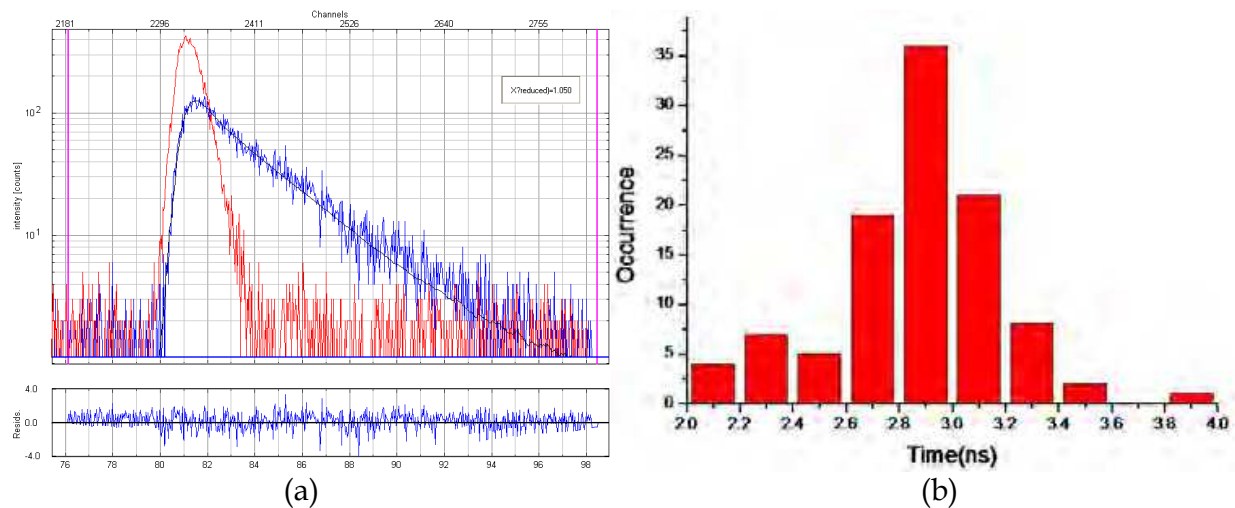 Channels
2181 2296 2411 2526 2640 2755
10²
10¹
intensity [counts]
X?reduced)=1.050
4.0
0.0
-4.0
Resids.
76 78 80 82 84 86 88 90 92 94 96 98
(a)
35
30
25
20
15
10
5
0
Occurrence
2.0 2.2 2.4 2.6 2.8 3.0 3.2 3.4 3.6 3.8 4.0
Time(ns)
(b)